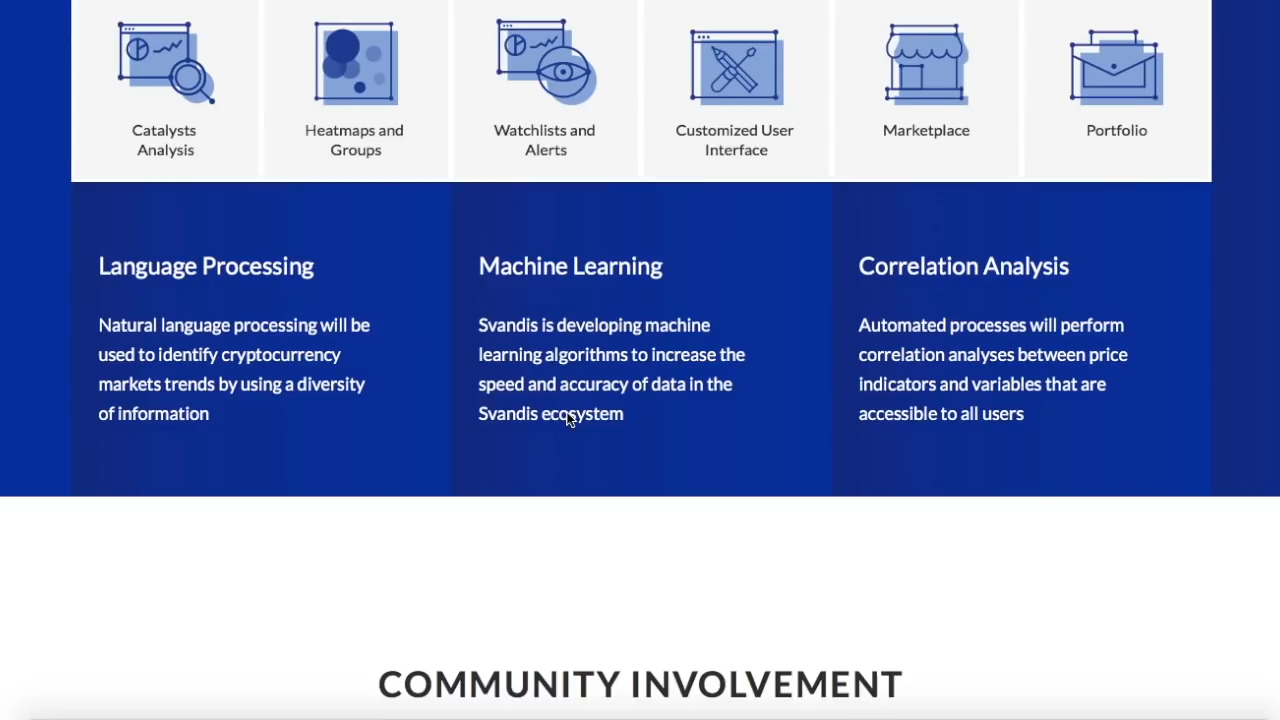 Catalysts
Analysis
Heatmaps and
Groups
Watchlists and
Alerts
Customized User
Interface
Marketplace
Portfolio
Language Processing
Natural language processing will be
used to identify cryptocurrency
markets trends by using a diversity
of information
Machine Learning
Svandis is developing machine
learning algorithms to increase the
speed and accuracy of data in the
Svandis ecosystem
Correlation Analysis
Automated processes will perform
correlation analyses between price
indicators and variables that are
accessible to all users
COMMUNITY INVOLVEMENT